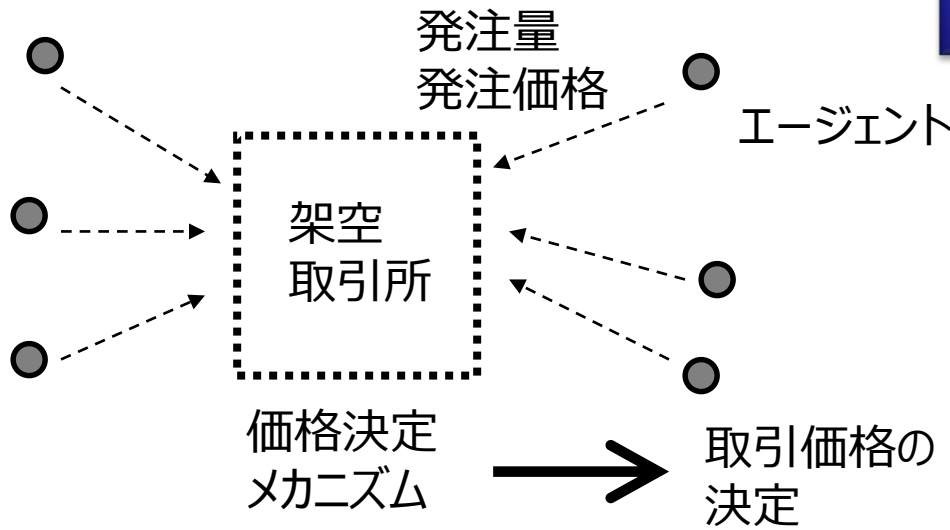 発注量
発注価格
エージェント
架空
取引所
価格決定
メカニズム
取引価格の
決定